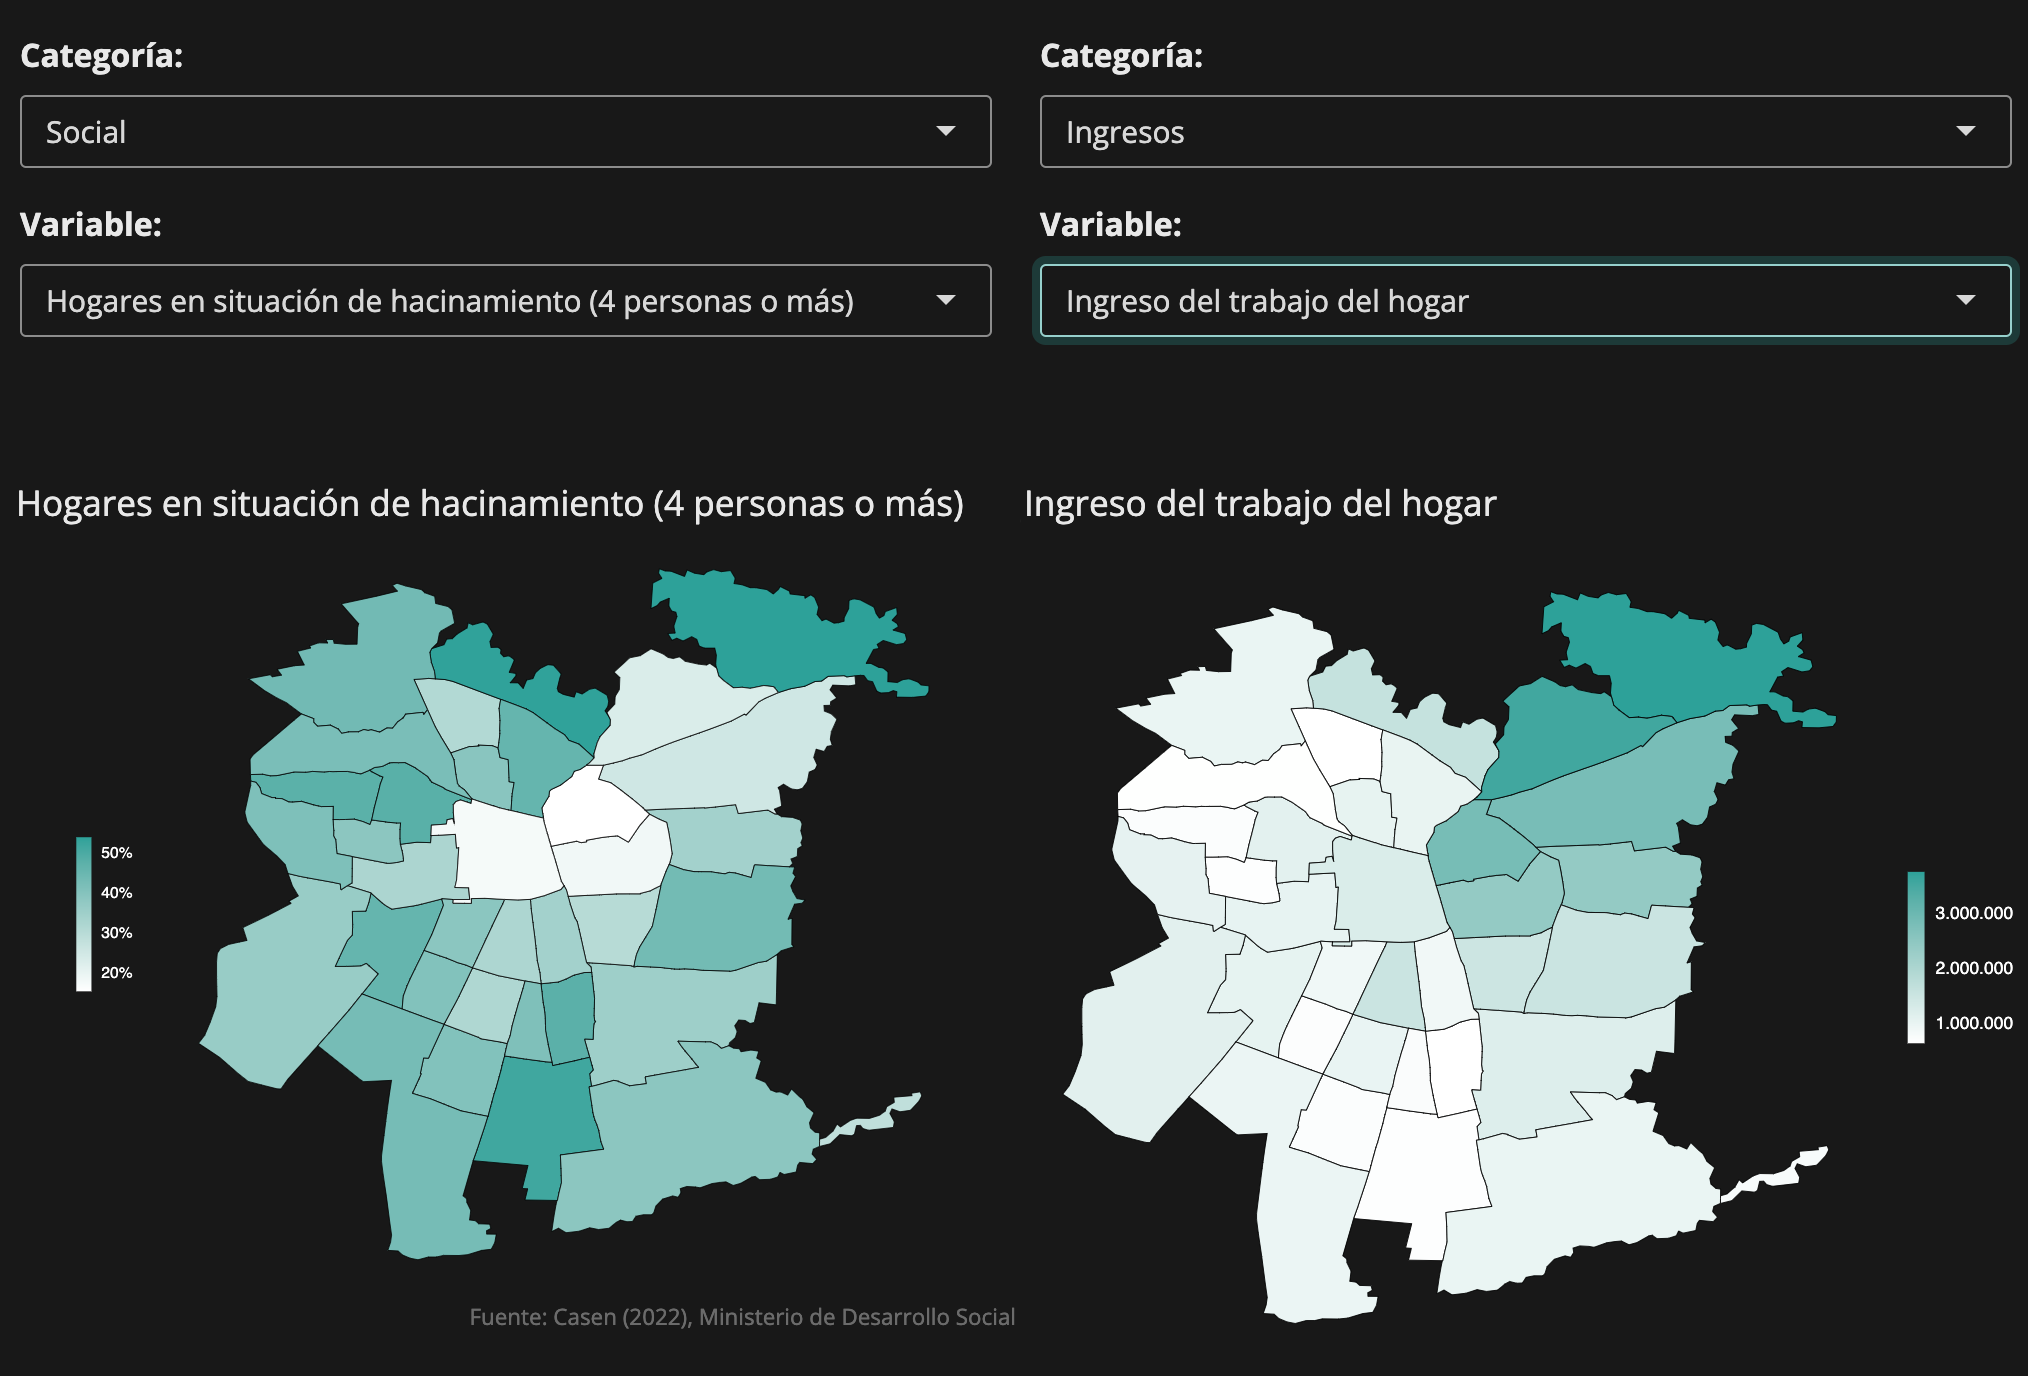 Categoría:
Social
Variable:
Hogares en situación de hacinamiento (4 personas o más)
Categoría:
Ingresos
Variable:
Ingreso del trabajo del hogar
Hogares en situación de hacinamiento (4 personas o más)
50%
40%
30%
20%
Ingreso del trabajo del hogar
3.000.000
2.000.000
1.000.000
Fuente: Casen (2022), Ministerio de Desarrollo Social